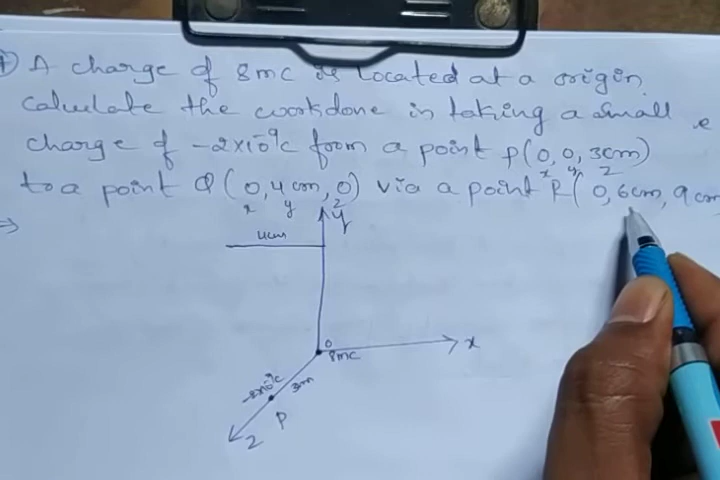 1) A charge of 8mc is located at a origin.
Calculate the workdone in taking a small e
charge of -2×10⁻⁹c from a point P(0,0,3cm)
x y z
to a point Q(0,4cm,0) via a point R(0,6cm,9cm
x y z
⇒
y
4cm
O
8mc
x
-2×10⁻⁹c
3cm
P
Z